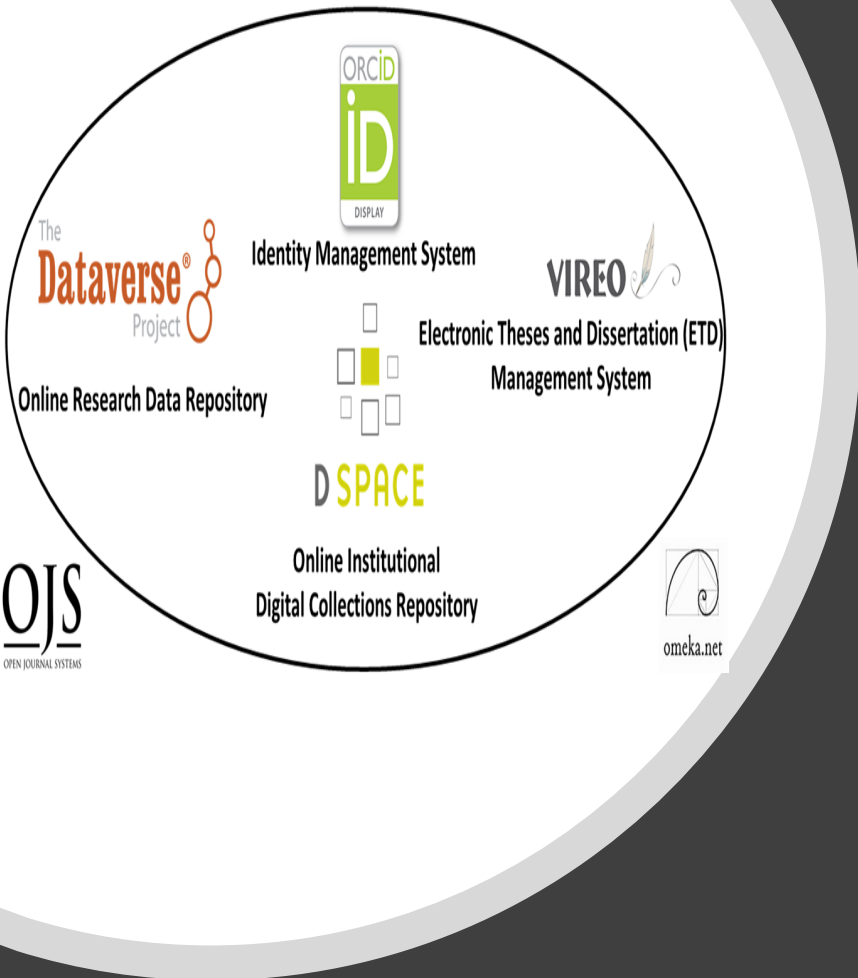 ORCiD
iD
DISPLAY
Identity Management System
The
Dataverse®
Project
Online Research Data Repository
VIREO
Electronic Theses and Dissertation (ETD)
Management System
D SPACE
Online Institutional
Digital Collections Repository
OJS
OPEN JOURNAL SYSTEMS
omeka.net